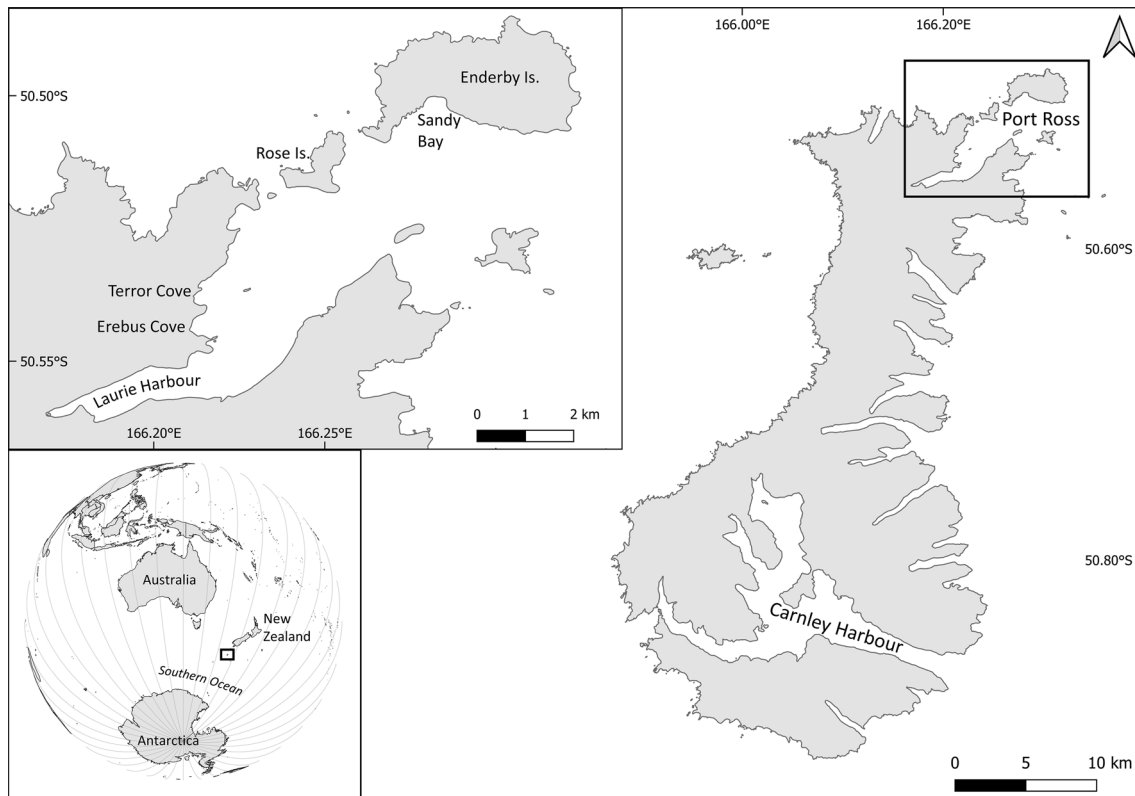 166.00°E
166.20°E
50.50°S
Enderby Is.
Sandy
Bay
Rose Is.
Port Ross
Terror Cove
Erebus Cove
50.60°S
50.55°S
Laurie Harbour
0
1
2 km
166.20°E
166.25°E
Australia
New
Zealand
Southern Ocean
Antarctica
50.80°S
Carnley Harbour
0
5
10 km